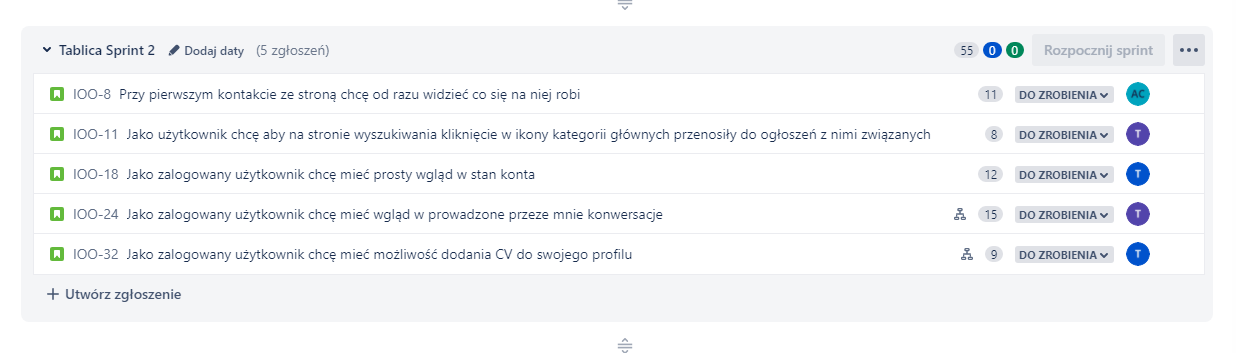 Tablica Sprint 2 Dodaj daty (5 zgłoszeń) 55 0 0 Rozpocznij sprint
IOO-8 Przy pierwszym kontakcie ze stroną chcę od razu widzieć co się na niej robi 11 DO ZROBIENIA AC
IOO-11 Jako użytkownik chcę aby na stronie wyszukiwania kliknięcie w ikony kategorii głównych przenosiły do ogłoszeń z nimi związanych 8 DO ZROBIENIA T
IOO-18 Jako zalogowany użytkownik chcę mieć prosty wgląd w stan konta 12 DO ZROBIENIA T
IOO-24 Jako zalogowany użytkownik chcę mieć wgląd w prowadzone przeze mnie konwersacje 15 DO ZROBIENIA T
IOO-32 Jako zalogowany użytkownik chcę mieć możliwość dodania CV do swojego profilu 9 DO ZROBIENIA T
+ Utwórz zgłoszenie